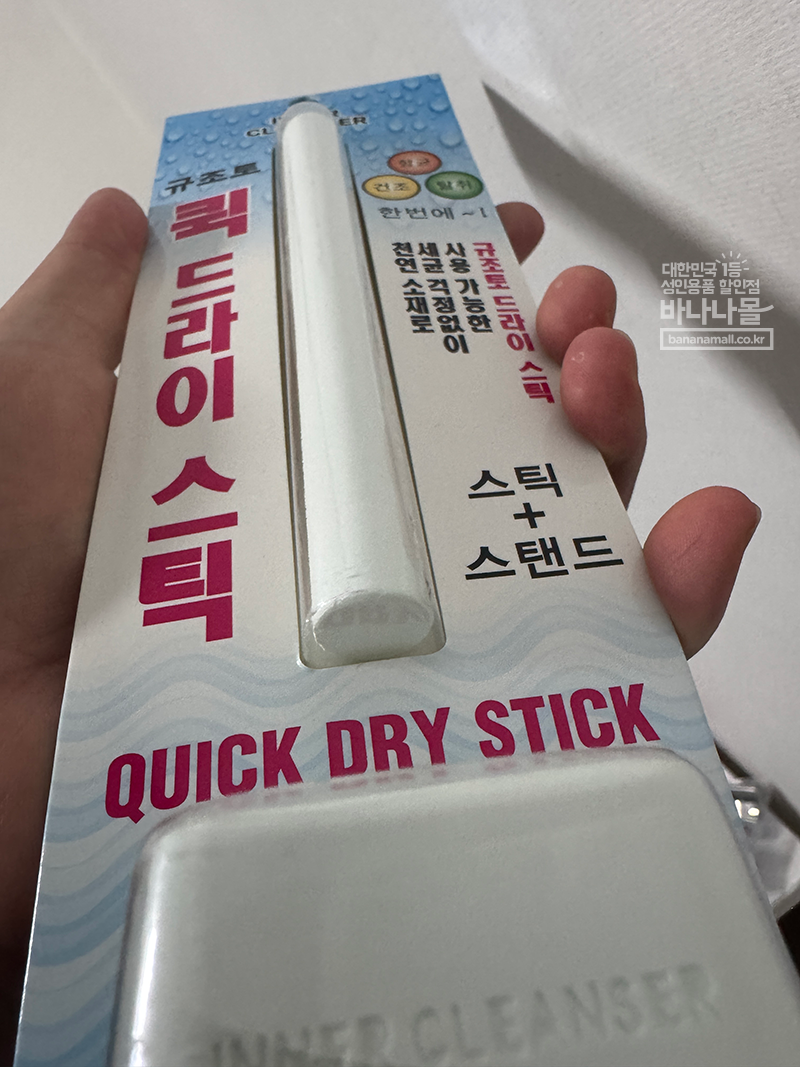 INNER
CLEANSER
규조토
퀵 드라이 스틱
항균
건조
탈취
한번에 ~!
규조토 드라이 스틱
사용 가능한
세균 걱정없이
천연 소재로
스틱
+
스탠드
QUICK DRY STICK
INNER CLEANSER
대한민국 1등
성인용품 할인점
바나나몰
bananamall.co.kr